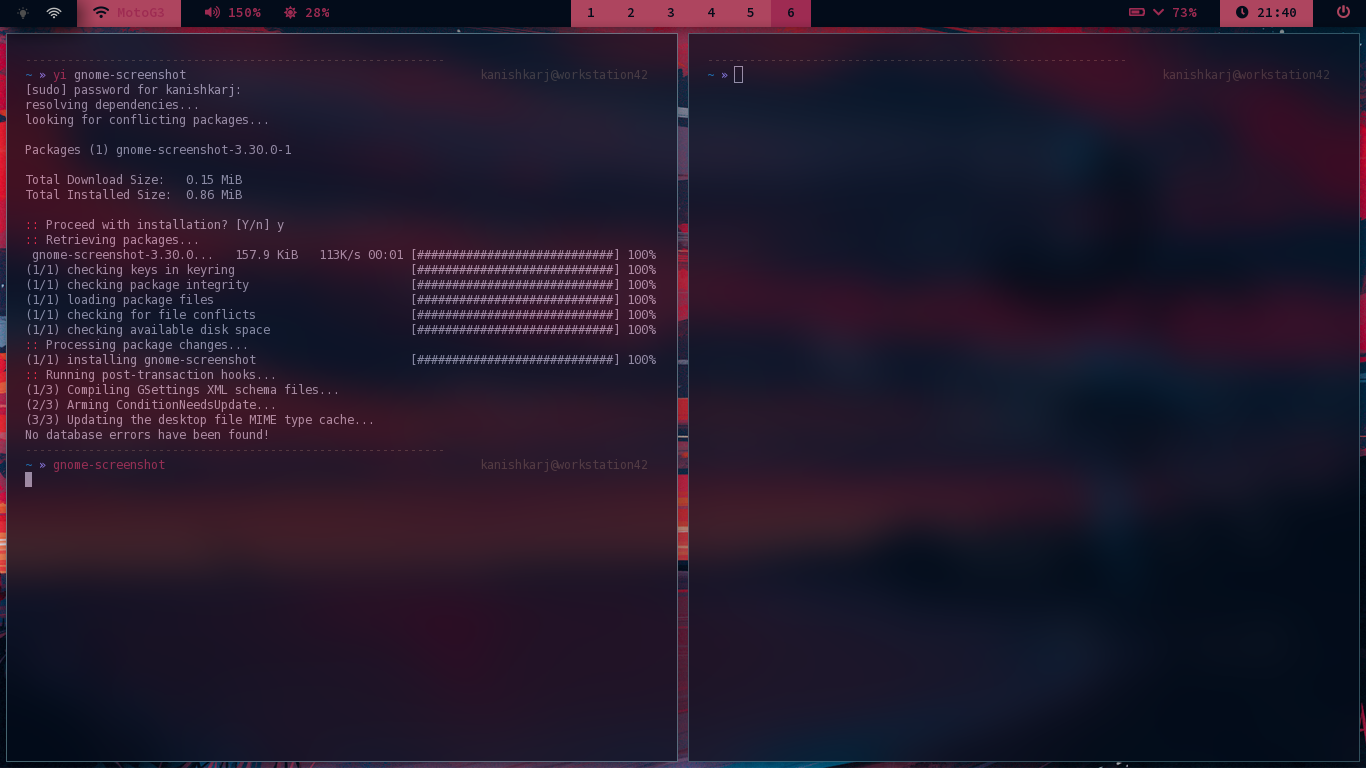 MotoG3 150% 28% 1 2 3 4 5 6 73% 21:40
------------------------------------------------------------
~ » yi gnome-screenshot kanishkarj@workstation42
[sudo] password for kanishkarj:
resolving dependencies...
looking for conflicting packages...
Packages (1) gnome-screenshot-3.30.0-1
Total Download Size: 0.15 MiB
Total Installed Size: 0.86 MiB
:: Proceed with installation? [Y/n] y
:: Retrieving packages...
gnome-screenshot-3.30.0... 157.9 KiB 113K/s 00:01 [############################] 100%
(1/1) checking keys in keyring [############################] 100%
(1/1) checking package integrity [############################] 100%
(1/1) loading package files [############################] 100%
(1/1) checking for file conflicts [############################] 100%
(1/1) checking available disk space [############################] 100%
:: Processing package changes...
(1/1) installing gnome-screenshot [############################] 100%
:: Running post-transaction hooks...
(1/3) Compiling GSettings XML schema files...
(2/3) Arming ConditionNeedsUpdate...
(3/3) Updating the desktop file MIME type cache...
No database errors have been found!
------------------------------------------------------------
~ » gnome-screenshot kanishkarj@workstation42
------------------------------------------------------------
~ » kanishkarj@workstation42